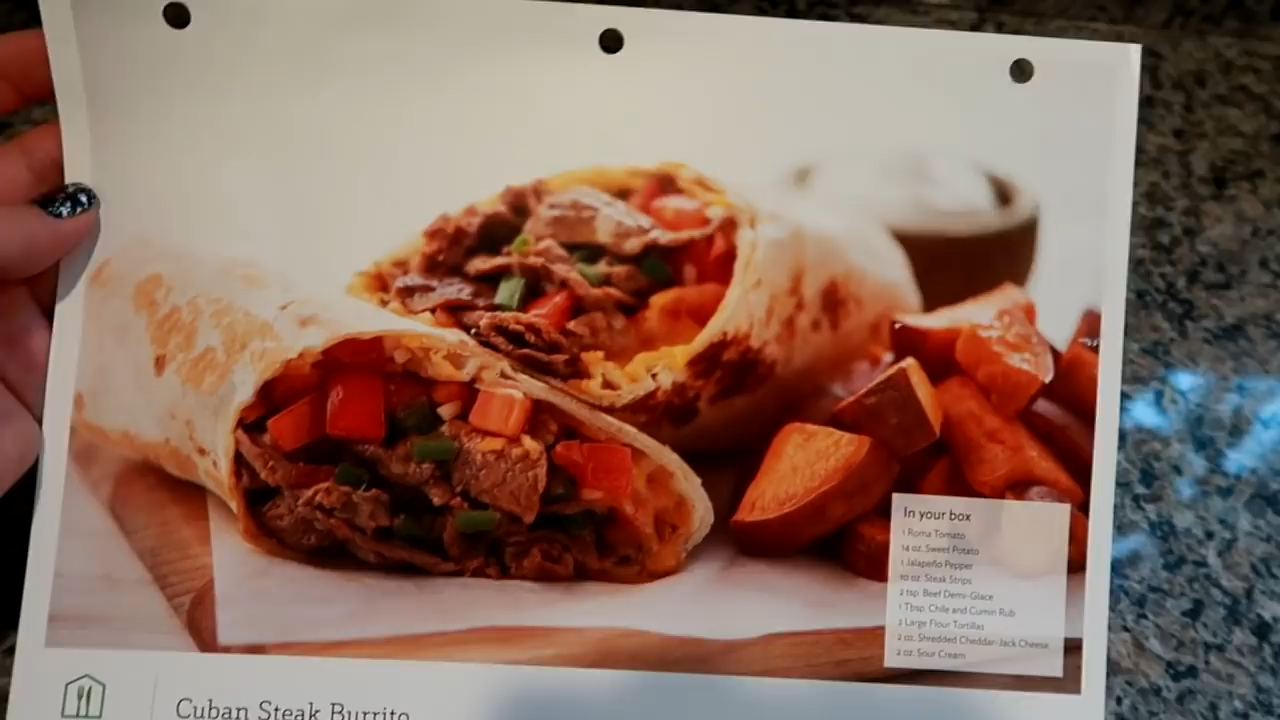 In your box
1 Roma Tomato
14 oz. Sweet Potato
1 Jalapeño Pepper
10 oz. Steak Strips
2 tsp. Beef Demi-Glace
1 Tbsp. Chile and Cumin Rub
2 Large Flour Tortillas
2 oz. Shredded Cheddar-Jack Cheese
2 oz. Sour Cream
Cuban Steak Burrito